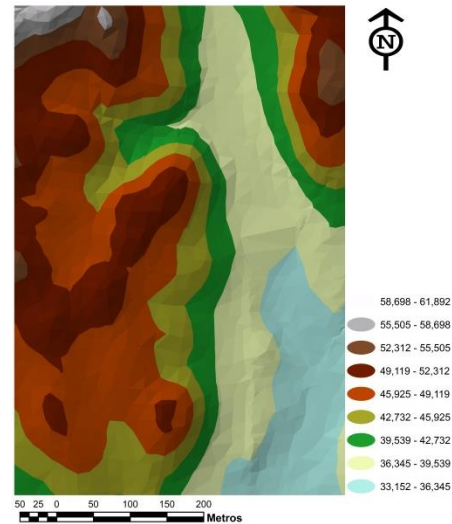 N
58,698 - 61,892
55,505 - 58,698
52,312 - 55,505
49,119 - 52,312
45,925 - 49,119
42,732 - 45,925
39,539 - 42,732
36,345 - 39,539
33,152 - 36,345
50 25 0 50 100 150 200
Metros